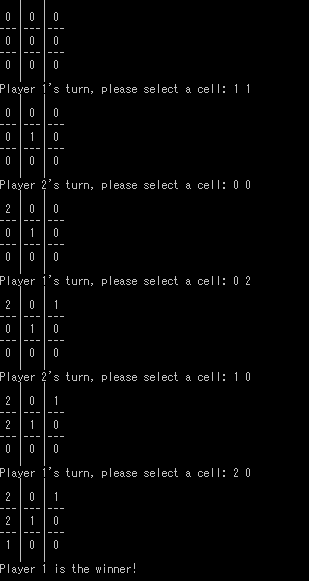 0 | 0 | 0
--|---|--
0 | 0 | 0
--|---|--
0 | 0 | 0
Player 1's turn, please select a cell: 1 1
0 | 0 | 0
--|---|--
0 | 1 | 0
--|---|--
0 | 0 | 0
Player 2's turn, please select a cell: 0 0
2 | 0 | 0
--|---|--
0 | 1 | 0
--|---|--
0 | 0 | 0
Player 1's turn, please select a cell: 0 2
2 | 0 | 1
--|---|--
0 | 1 | 0
--|---|--
0 | 0 | 0
Player 2's turn, please select a cell: 1 0
2 | 0 | 1
--|---|--
2 | 1 | 0
--|---|--
0 | 0 | 0
Player 1's turn, please select a cell: 2 0
2 | 0 | 1
--|---|--
2 | 1 | 0
--|---|--
1 | 0 | 0
Player 1 is the winner!